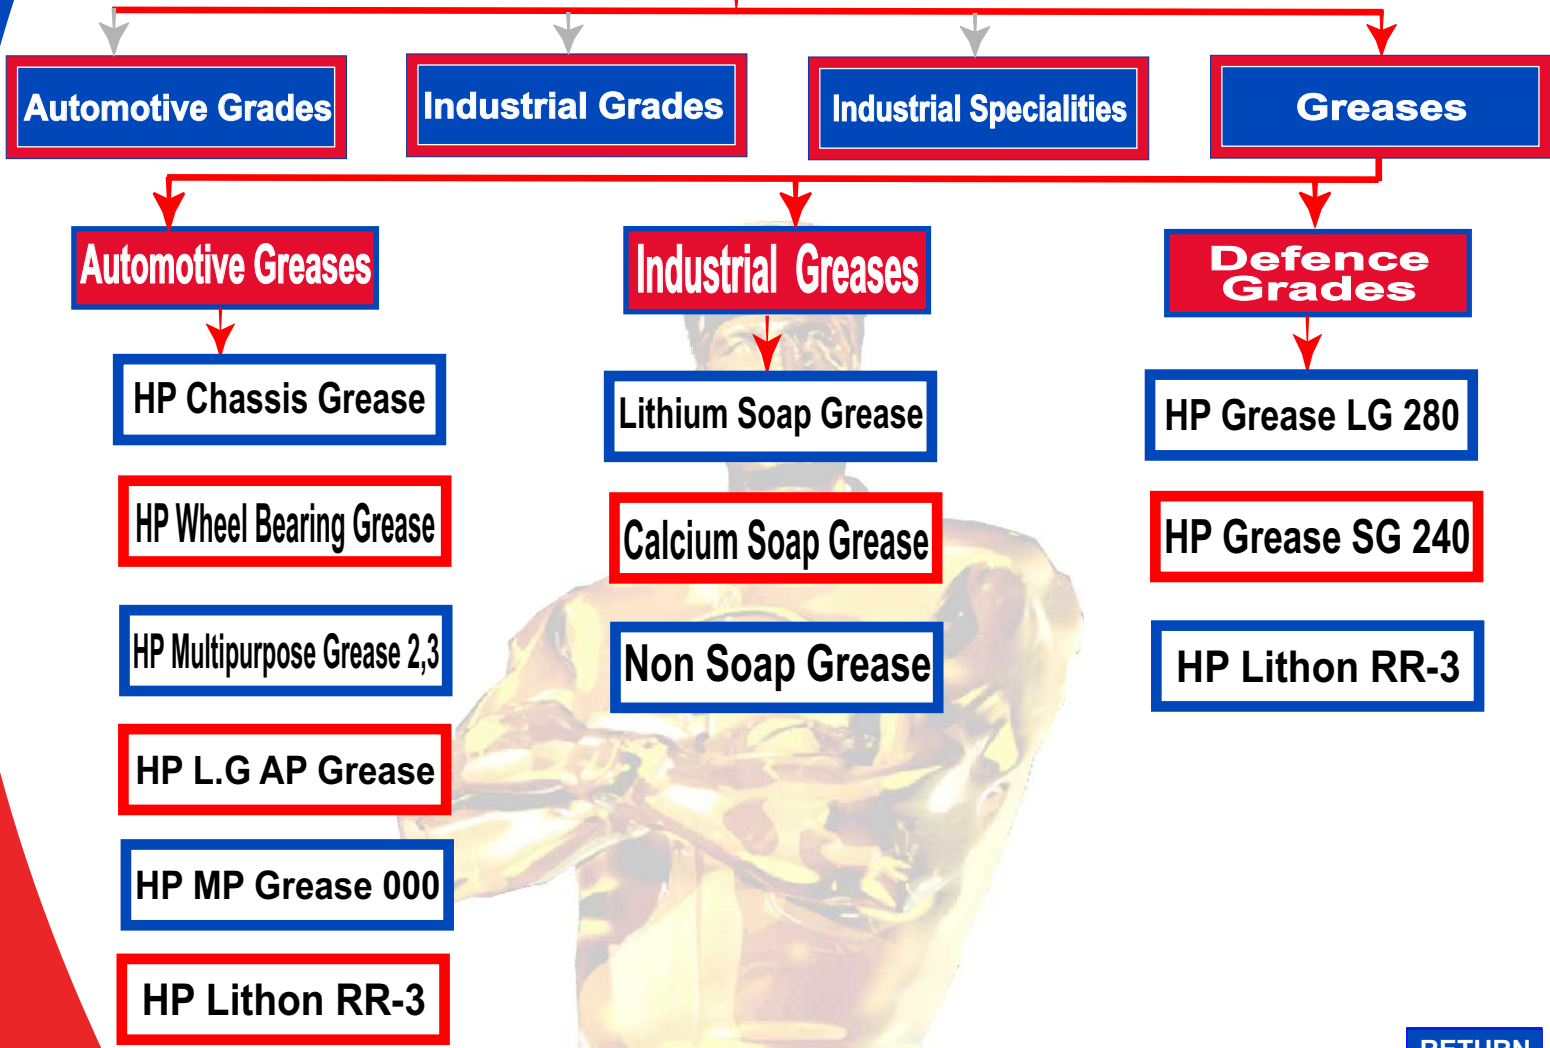 Automotive Grades
Industrial Grades
Industrial Specialities
Greases
Automotive Greases
Industrial Greases
Defence
Grades
HP Chassis Grease
HP Wheel Bearing Grease
HP Multipurpose Grease 2,3
HP L.G AP Grease
HP MP Grease 000
HP Lithon RR-3
Lithium Soap Grease
Calcium Soap Grease
Non Soap Grease
HP Grease LG 280
HP Grease SG 240
HP Lithon RR-3
RETURN